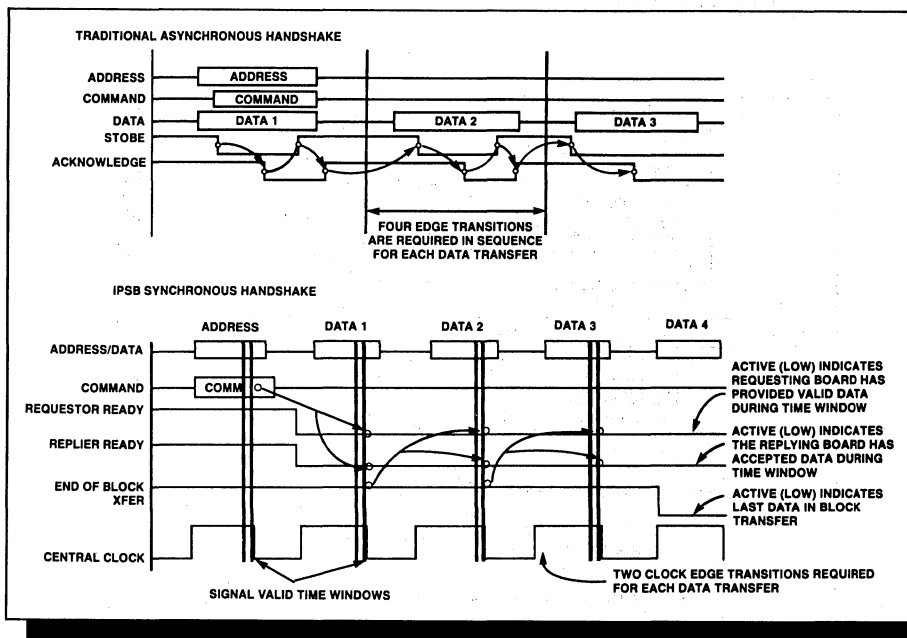 TRADITIONAL ASYNCHRONOUS HANDSHAKE
ADDRESS
ADDRESS
COMMAND
COMMAND
DATA
DATA 1
DATA 2
DATA 3
STOBE
ACKNOWLEDGE
FOUR EDGE TRANSITIONS
ARE REQUIRED IN SEQUENCE
FOR EACH DATA TRANSFER
IPSB SYNCHRONOUS HANDSHAKE
ADDRESS
DATA 1
DATA 2
DATA 3
DATA 4
ADDRESS/DATA
COMMAND
COMM
REQUESTOR READY
REPLIER READY
END OF BLOCK
XFER
CENTRAL CLOCK
ACTIVE (LOW) INDICATES
REQUESTING BOARD HAS
PROVIDED VALID DATA
DURING TIME WINDOW
ACTIVE (LOW) INDICATES
THE REPLYING BOARD HAS
ACCEPTED DATA DURING
TIME WINDOW
ACTIVE (LOW) INDICATES
LAST DATA IN BLOCK
TRANSFER
SIGNAL VALID TIME WINDOWS
TWO CLOCK EDGE TRANSITIONS REQUIRED
FOR EACH DATA TRANSFER